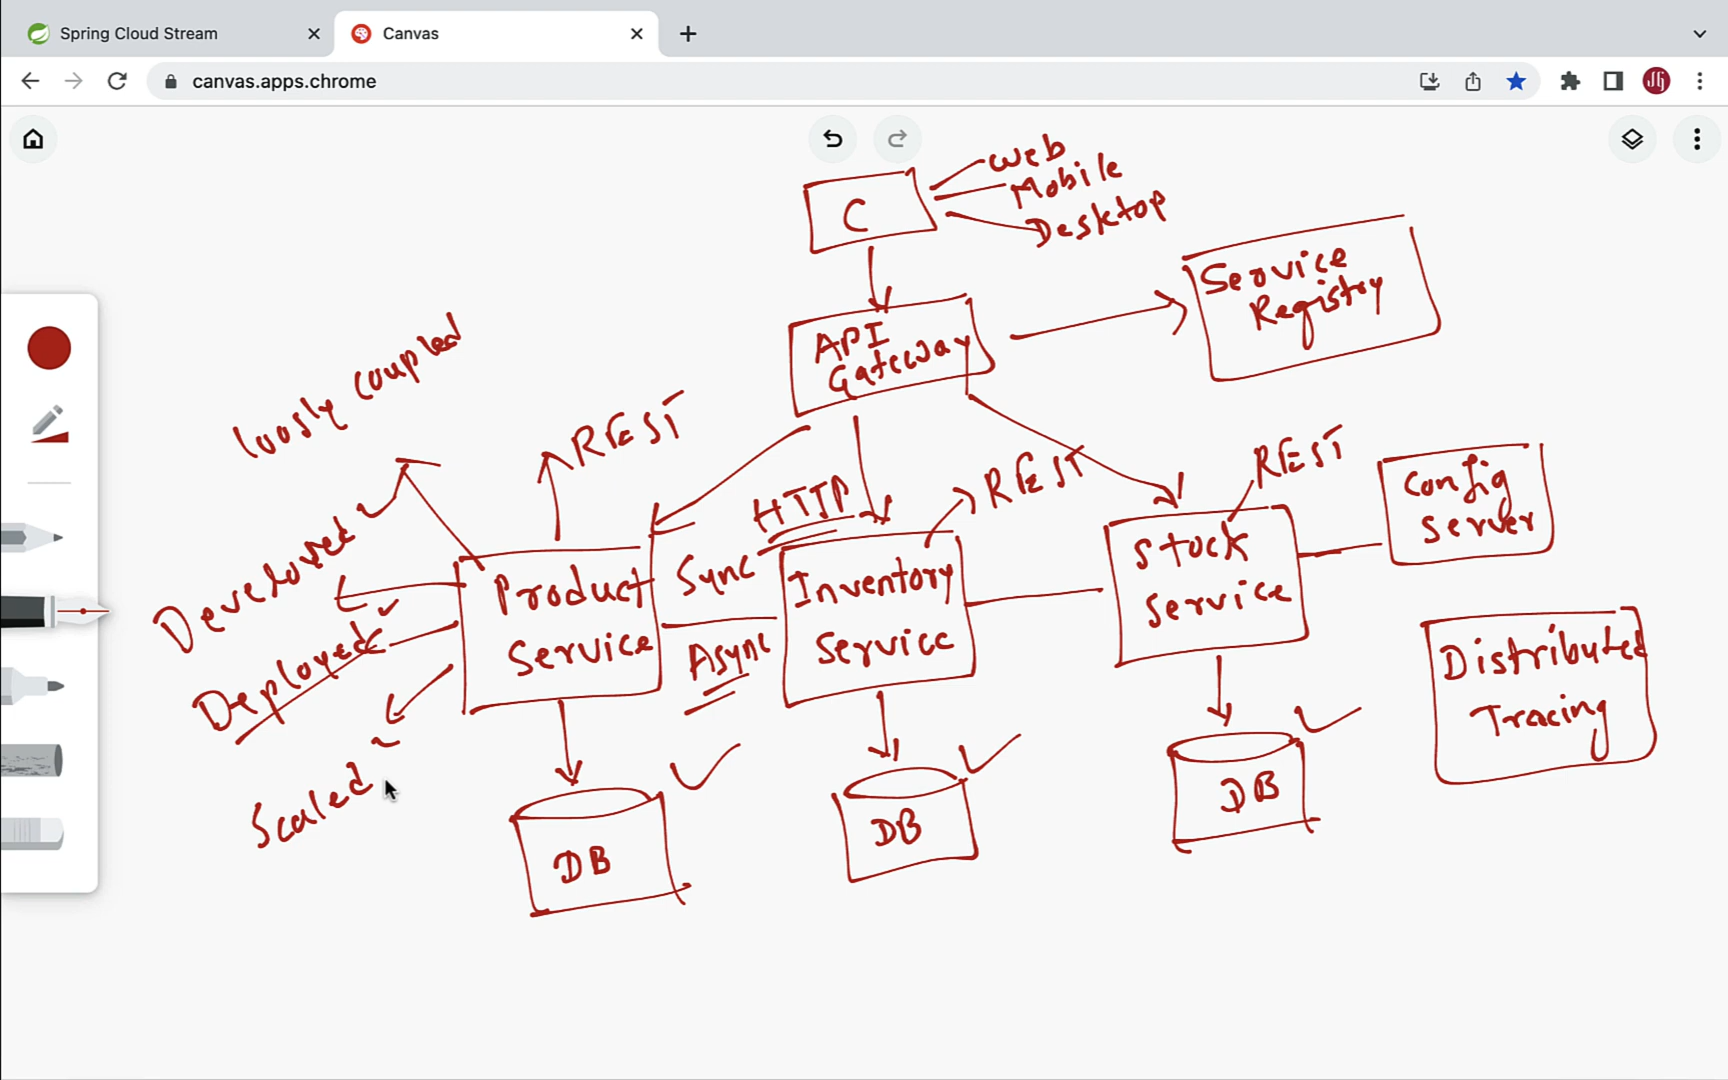 Spring Cloud Stream
Canvas
canvas.apps.chrome
Web
Mobile
Desktop
C
Service
Registry
API
Gateway
loosly coupled
REST
REST
REST
HTTP
Config
Server
Developed
Product
Service
Sync
Async
Inventory
Service
Stock
Service
Deployed
Distributed
Tracing
Scaled
DB
DB
DB